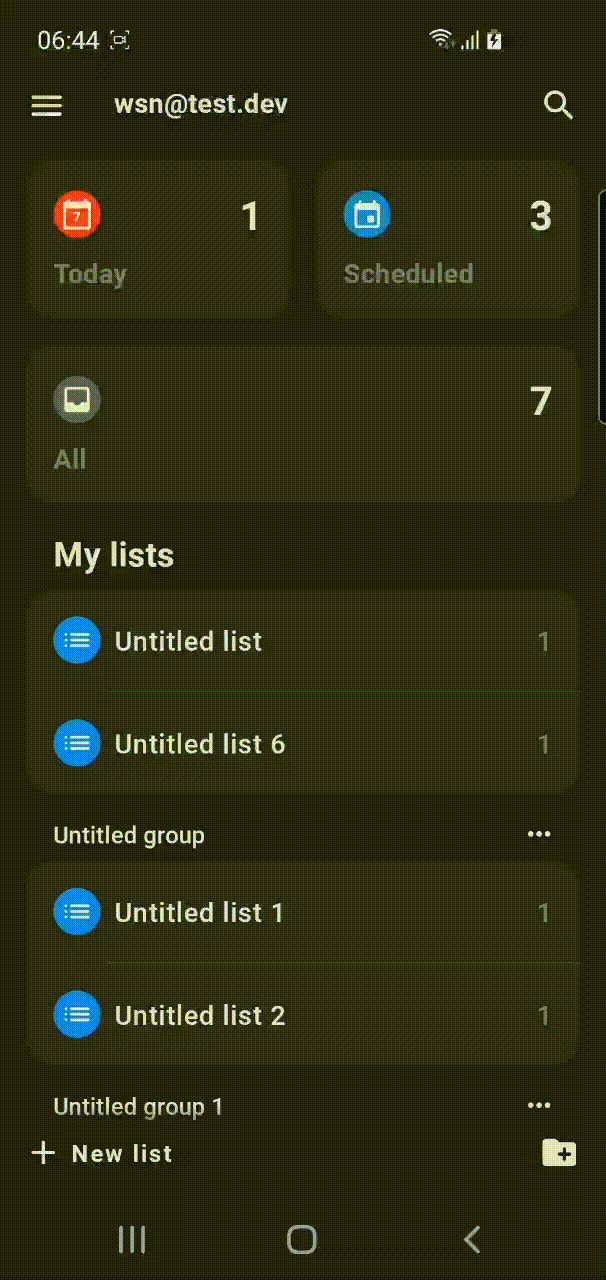 06:44
wsn@test.dev
7
1
3
Today
Scheduled
7
All
My lists
Untitled list 1
Untitled list 6 1
Untitled group
Untitled list 1 1
Untitled list 2 1
Untitled group 1
New list